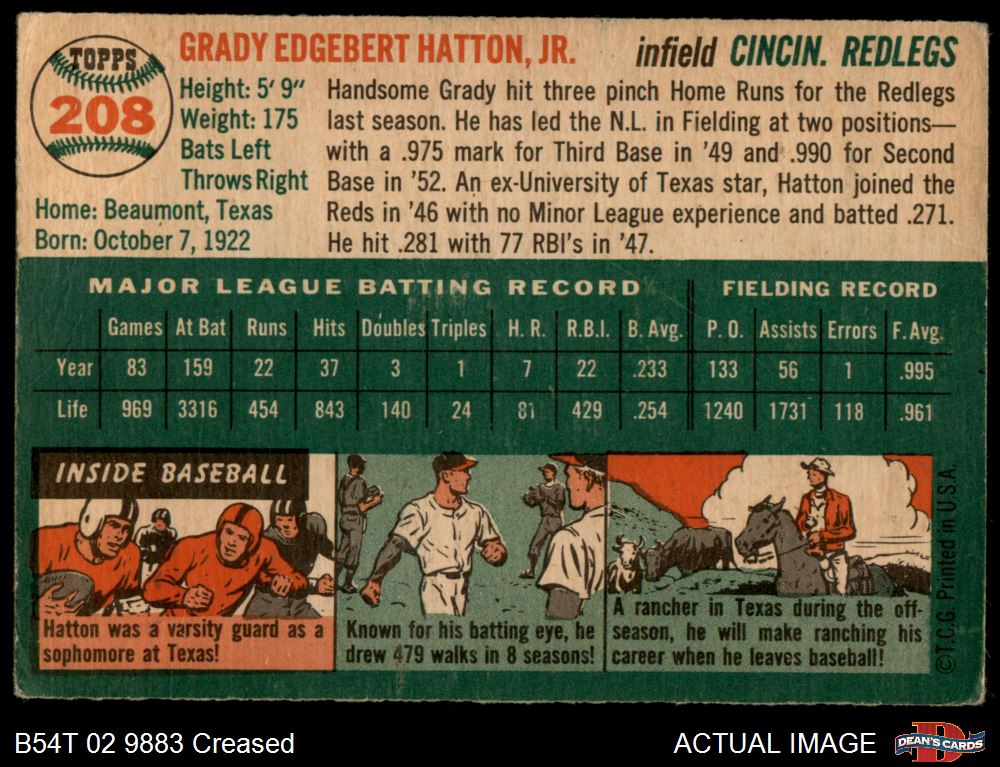 TOPPS
208
GRADY EDGEBERT HATTON, JR.
infield CINCIN. REDLEGS
Height: 5' 9"
Weight: 175
Bats Left
Throws Right
Home: Beaumont, Texas
Born: October 7, 1922
Handsome Grady hit three pinch Home Runs for the Redlegs
last season. He has led the N.L. in Fielding at two positions—
with a .975 mark for Third Base in '49 and .990 for Second
Base in '52. An ex-University of Texas star, Hatton joined the
Reds in '46 with no Minor League experience and batted .271.
He hit .281 with 77 RBI's in '47.
MAJOR LEAGUE BATTING RECORD FIELDING RECORD
Games At Bat Runs Hits Doubles Triples H. R. R.B.I. B. Avg. P. O. Assists Errors F. Avg.
Year 83 159 22 37 3 1 7 22 .233 133 56 1 .995
Life 969 3316 454 843 140 24 81 429 .254 1240 1731 118 .961
INSIDE BASEBALL
Hatton was a varsity guard as a
sophomore at Texas!
Known for his batting eye, he
drew 479 walks in 8 seasons!
A rancher in Texas during the off-
season, he will make ranching his
career when he leaves baseball!
©T.C.G. Printed in U.S.A.
B54T 02 9883 Creased
ACTUAL IMAGE
DEAN'S CARDS